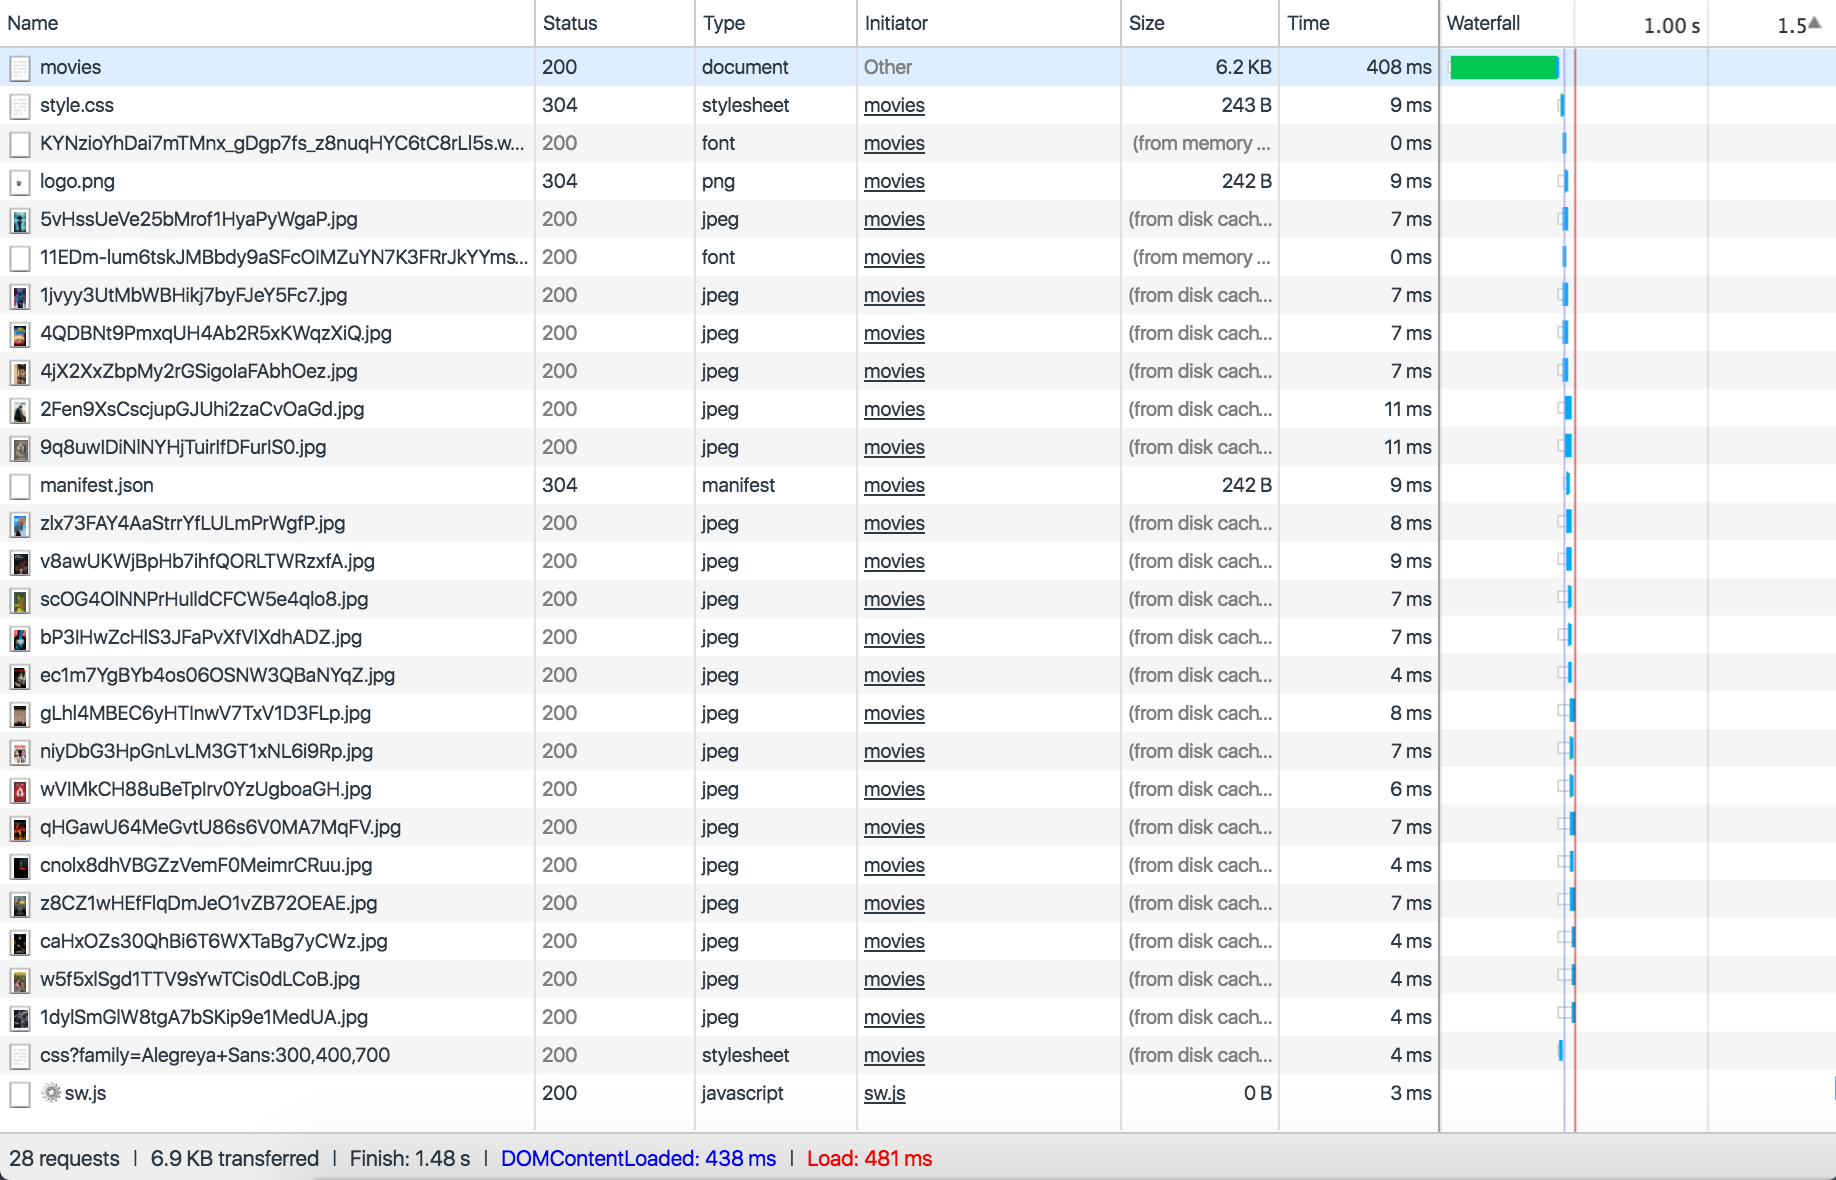 Name Status Type Initiator Size Time Waterfall 1.00 s 1.5
movies 200 document Other 6.2 KB 408 ms
style.css 304 stylesheet movies 243 B 9 ms
KYNzioYhDai7mTMnx_gDgp7fs_z8nuqHYC6tC8rLl5s.w... 200 font movies (from memory ... 0 ms
logo.png 304 png movies 242 B 9 ms
5vHssUeVe25bMrof1HyaPyWgaP.jpg 200 jpeg movies (from disk cach... 7 ms
11EDm-lum6tskJMBbdy9aSFcOIMZuYN7K3FRrJkYYms... 200 font movies (from memory ... 0 ms
1jvyy3UtMbWBHikj7byFJeY5Fc7.jpg 200 jpeg movies (from disk cach... 7 ms
4QDBNt9PmxqUH4Ab2R5xKWqzXiQ.jpg 200 jpeg movies (from disk cach... 7 ms
4jX2XxZbpMy2rGSigolaFAbhOez.jpg 200 jpeg movies (from disk cach... 7 ms
2Fen9XsCscjupGJUhi2zaCvOaGd.jpg 200 jpeg movies (from disk cach... 11 ms
9q8uwIDiNlNYHjTuirlfDFurlS0.jpg 200 jpeg movies (from disk cach... 11 ms
manifest.json 304 manifest movies 242 B 9 ms
zlx73FAY4AaStrrYfLULmPrWgfP.jpg 200 jpeg movies (from disk cach... 8 ms
v8awUKWjBpHb7ihfQORLTWRzxfA.jpg 200 jpeg movies (from disk cach... 9 ms
scOG4OlNNPrHulldCFCW5e4qlo8.jpg 200 jpeg movies (from disk cach... 7 ms
bP3IHwZcHlS3JFaPvXfVlXdhADZ.jpg 200 jpeg movies (from disk cach... 7 ms
ec1m7YgBYb4os06OSNW3QBaNYqZ.jpg 200 jpeg movies (from disk cach... 4 ms
gLhl4MBEC6yHTInwV7TxV1D3FLp.jpg 200 jpeg movies (from disk cach... 8 ms
niyDbG3HpGnLvLM3GT1xNL6i9Rp.jpg 200 jpeg movies (from disk cach... 7 ms
wVIMkCH88uBeTpIrv0YzUgboaGH.jpg 200 jpeg movies (from disk cach... 6 ms
qHGawU64MeGvtU86s6V0MA7MqFV.jpg 200 jpeg movies (from disk cach... 7 ms
cnolx8dhVBGZzVemF0MeimrCRuu.jpg 200 jpeg movies (from disk cach... 4 ms
z8CZ1wHEfFlqDmJeO1vZB72OEAE.jpg 200 jpeg movies (from disk cach... 7 ms
caHxOZs30QhBi6T6WXTaBg7yCWz.jpg 200 jpeg movies (from disk cach... 4 ms
w5f5xlSgd1TTV9sYwTCis0dLCoB.jpg 200 jpeg movies (from disk cach... 4 ms
1dylSmGlW8tgA7bSKip9e1MedUA.jpg 200 jpeg movies (from disk cach... 4 ms
css?family=Alegreya+Sans:300,400,700 200 stylesheet movies (from disk cach... 4 ms
sw.js 200 javascript sw.js 0 B 3 ms
28 requests | 6.9 KB transferred | Finish: 1.48 s | DOMContentLoaded: 438 ms | Load: 481 ms